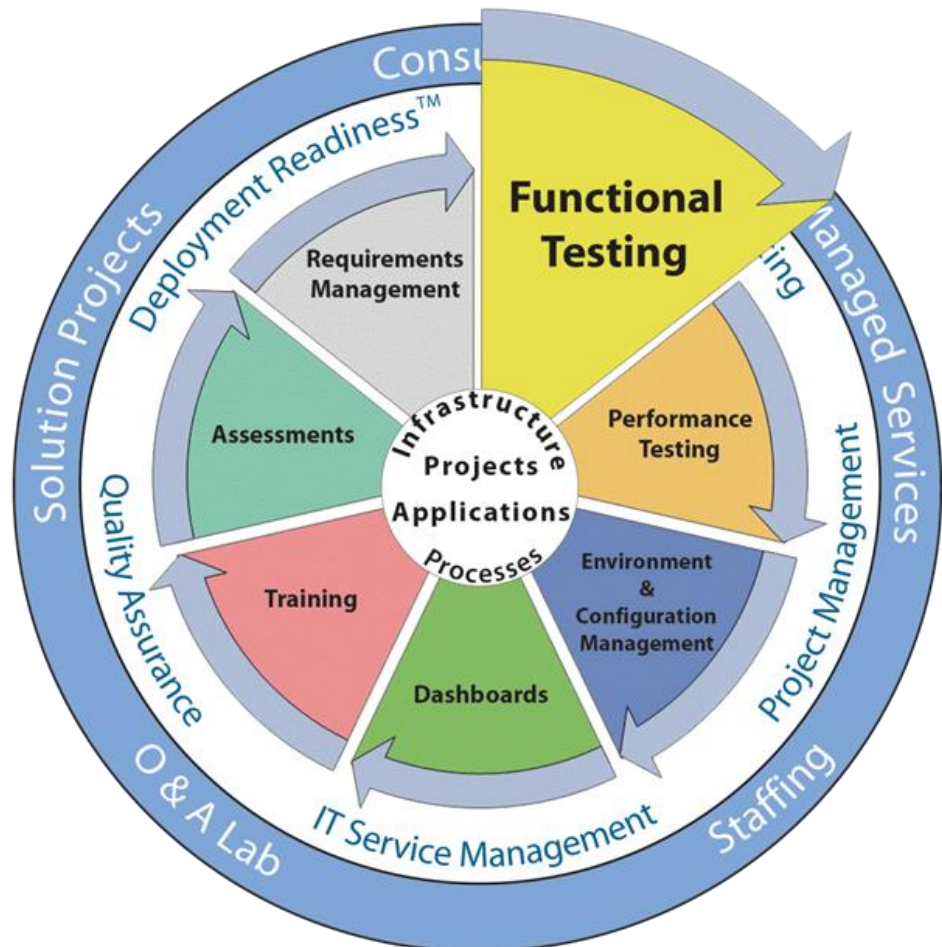 Consu
Managed Services
Staffing
O & A Lab
Solution Projects
Deployment Readiness™
Project Management
IT Service Management
Quality Assurance
Functional
Testing
Performance
Testing
Environment
&
Configuration
Management
Dashboards
Training
Assessments
Requirements
Management
Infrastructure
Projects
Applications
Processes